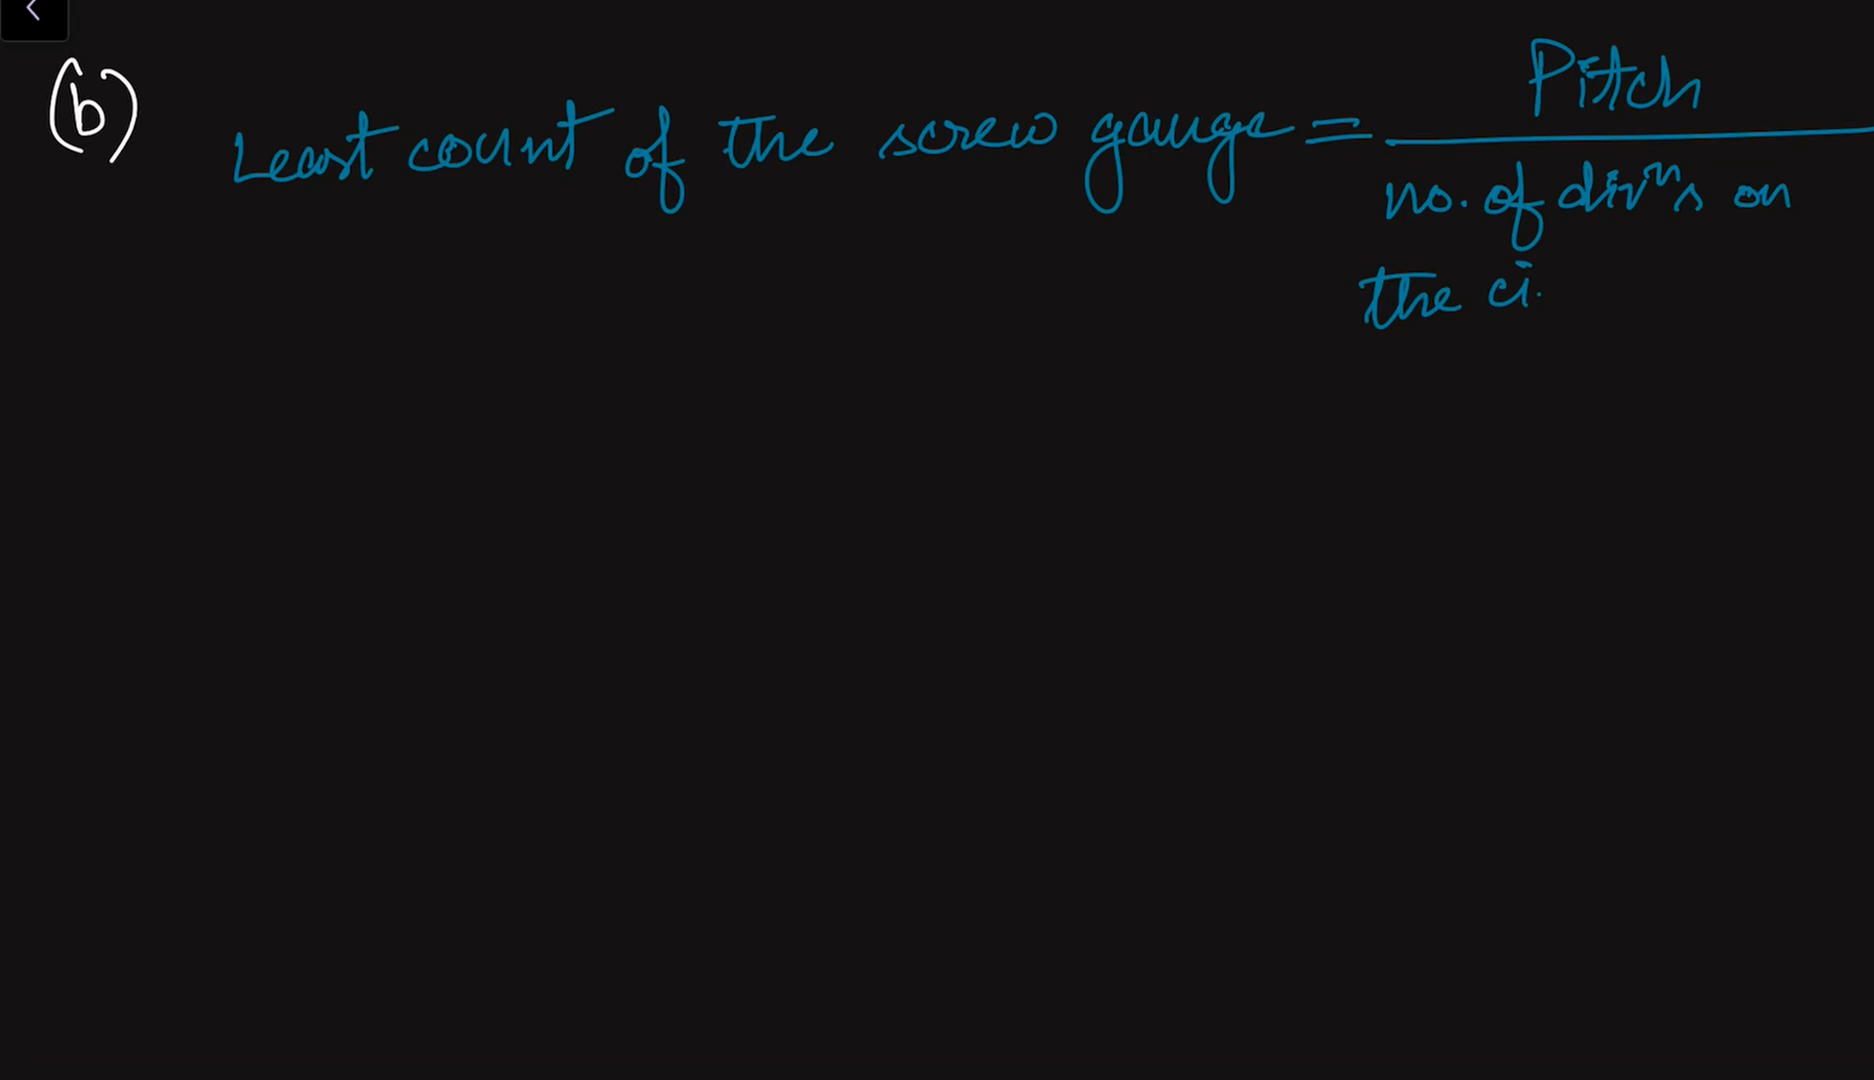 (b)
Least count of the screw gauge = Pitch
no. of divⁿs on
the ci.